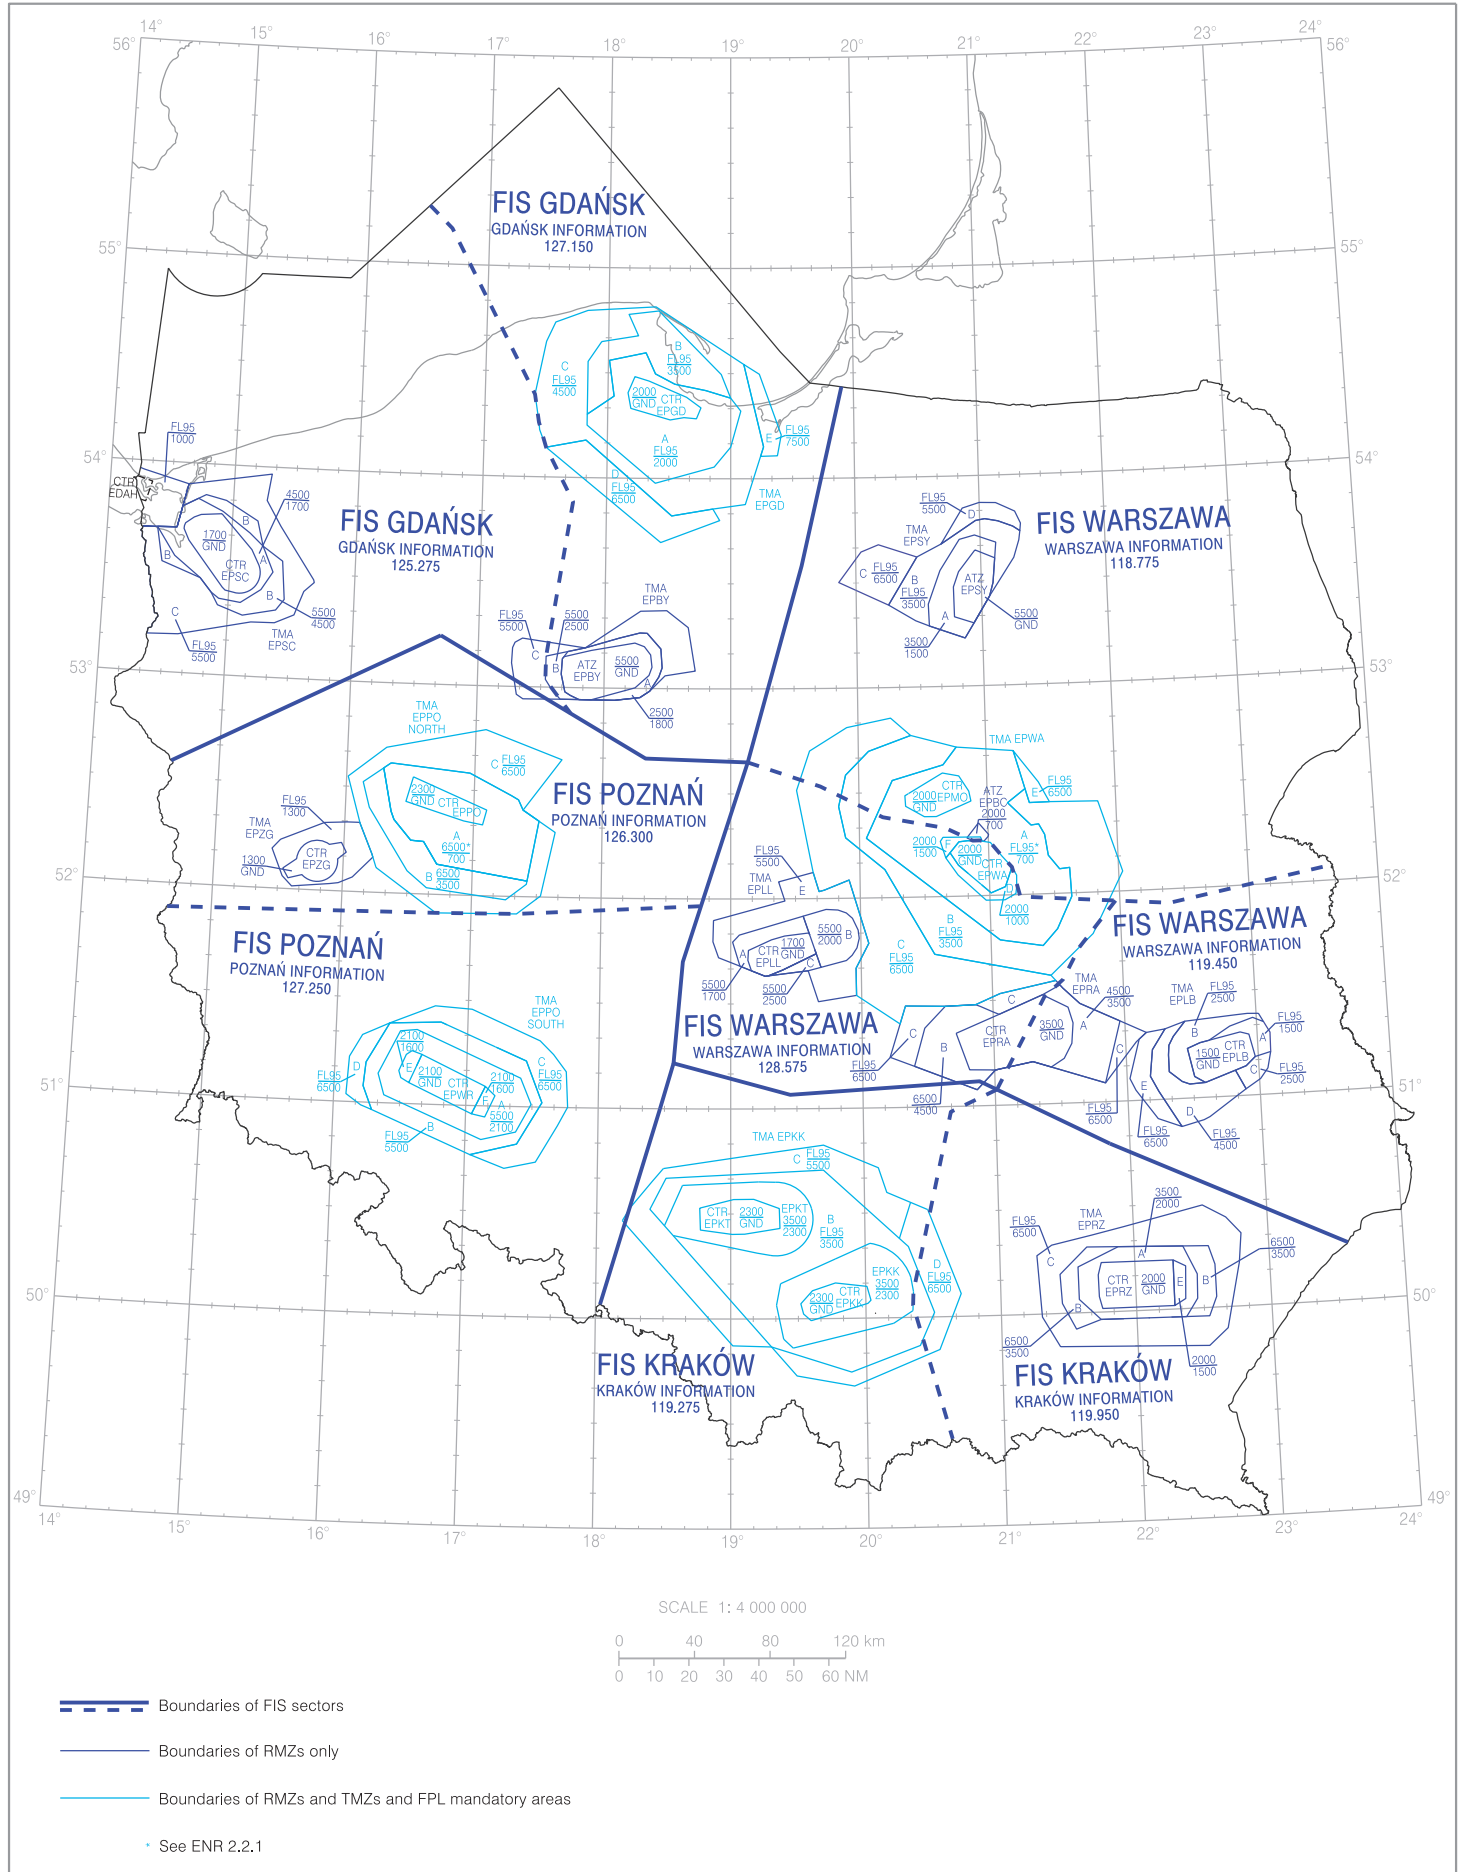 14°
15°
16°
17°
18°
19°
20°
21°
22°
23°
24°
56°
56°
FIS GDAŃSK
GDAŃSK INFORMATION
127.150
55°
55°
C
FL95
4500
B
FL95
3500
2000
GND
CTR
EPGD
A
FL95
2000
E
FL95
7500
D
FL95
6500
TMA
EPGD
54°
54°
FL95
1000
CTR
EDAH
4500
1700
1700
GND
CTR
EPSC
B
A
B
B
C
5500
4500
TMA
EPSC
FL95
5500
FIS GDAŃSK
GDAŃSK INFORMATION
125.275
FIS WARSZAWA
WARSZAWA INFORMATION
118.775
FL95
5500
D
TMA
EPSY
C
FL95
6500
B
FL95
3500
ATZ
EPSY
A
5500
GND
3500
1500
TMA
EPBY
FL95
5500
5500
2500
C
B
ATZ
EPBY
5500
GND
A
2500
1800
53°
53°
TMA
EPPO
NORTH
C
FL95
6500
2300
GND
CTR
EPPO
A
6500*
700
B
6500
3500
FL95
1300
TMA
EPZG
CTR
EPZG
1300
GND
FIS POZNAŃ
POZNAŃ INFORMATION
126.300
TMA EPWA
CTR
EPMO
2000
GND
ATZ
EPBC
2000
700
E
FL95
6500
A
FL95*
700
2000
1500
F
2000
GND
CTR
EPWA
D
2000
1000
B
FL95
3500
C
FL95
6500
52°
52°
FL95
5500
TMA
EPLL
E
A
CTR
EPLL
1700
GND
5500
2000
B
C
5500
1700
5500
2500
FIS POZNAŃ
POZNAŃ INFORMATION
127.250
FIS WARSZAWA
WARSZAWA INFORMATION
119.450
FIS WARSZAWA
WARSZAWA INFORMATION
128.575
TMA
EPRA
C
4500
3500
A
CTR
EPRA
3500
GND
C
B
C
FL95
6500
6500
4500
FL95
6500
TMA
EPLB
FL95
2500
B
FL95
1500
A
1500
GND
CTR
EPLB
C
FL95
2500
E
D
FL95
6500
FL95
4500
TMA
EPPO
SOUTH
2100
1600
D
FL95
6500
E
2100
GND
CTR
EPWR
2100
1600
E
A
5500
2100
C
FL95
6500
B
FL95
5500
51°
51°
TMA EPKK
C
FL95
5500
CTR
EPKT
2300
GND
EPKT
3500
2300
B
FL95
3500
EPKK
3500
2300
2300
GND
CTR
EPKK
D
FL95
6500
3500
2000
TMA
EPRZ
FL95
6500
C
A
6500
3500
CTR
EPRZ
2000
GND
E
B
B
6500
3500
2000
1500
50°
50°
FIS KRAKÓW
KRAKÓW INFORMATION
119.275
FIS KRAKÓW
KRAKÓW INFORMATION
119.950
49°
49°
14°
15°
16°
17°
18°
19°
20°
21°
22°
23°
24°
SCALE 1: 4 000 000
0 40 80 120 km
0 10 20 30 40 50 60 NM
Boundaries of FIS sectors
Boundaries of RMZs only
Boundaries of RMZs and TMZs and FPL mandatory areas
* See ENR 2.2.1